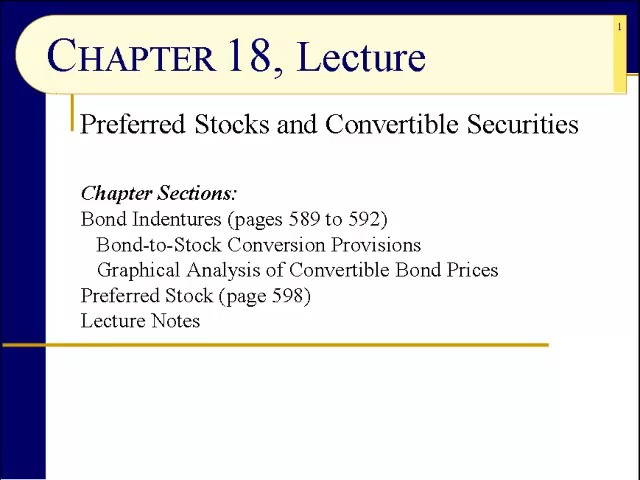 1
CHAPTER 18, Lecture
Preferred Stocks and Convertible Securities
Chapter Sections:
Bond Indentures (pages 589 to 592)
Bond-to-Stock Conversion Provisions
Graphical Analysis of Convertible Bond Prices
Preferred Stock (page 598)
Lecture Notes